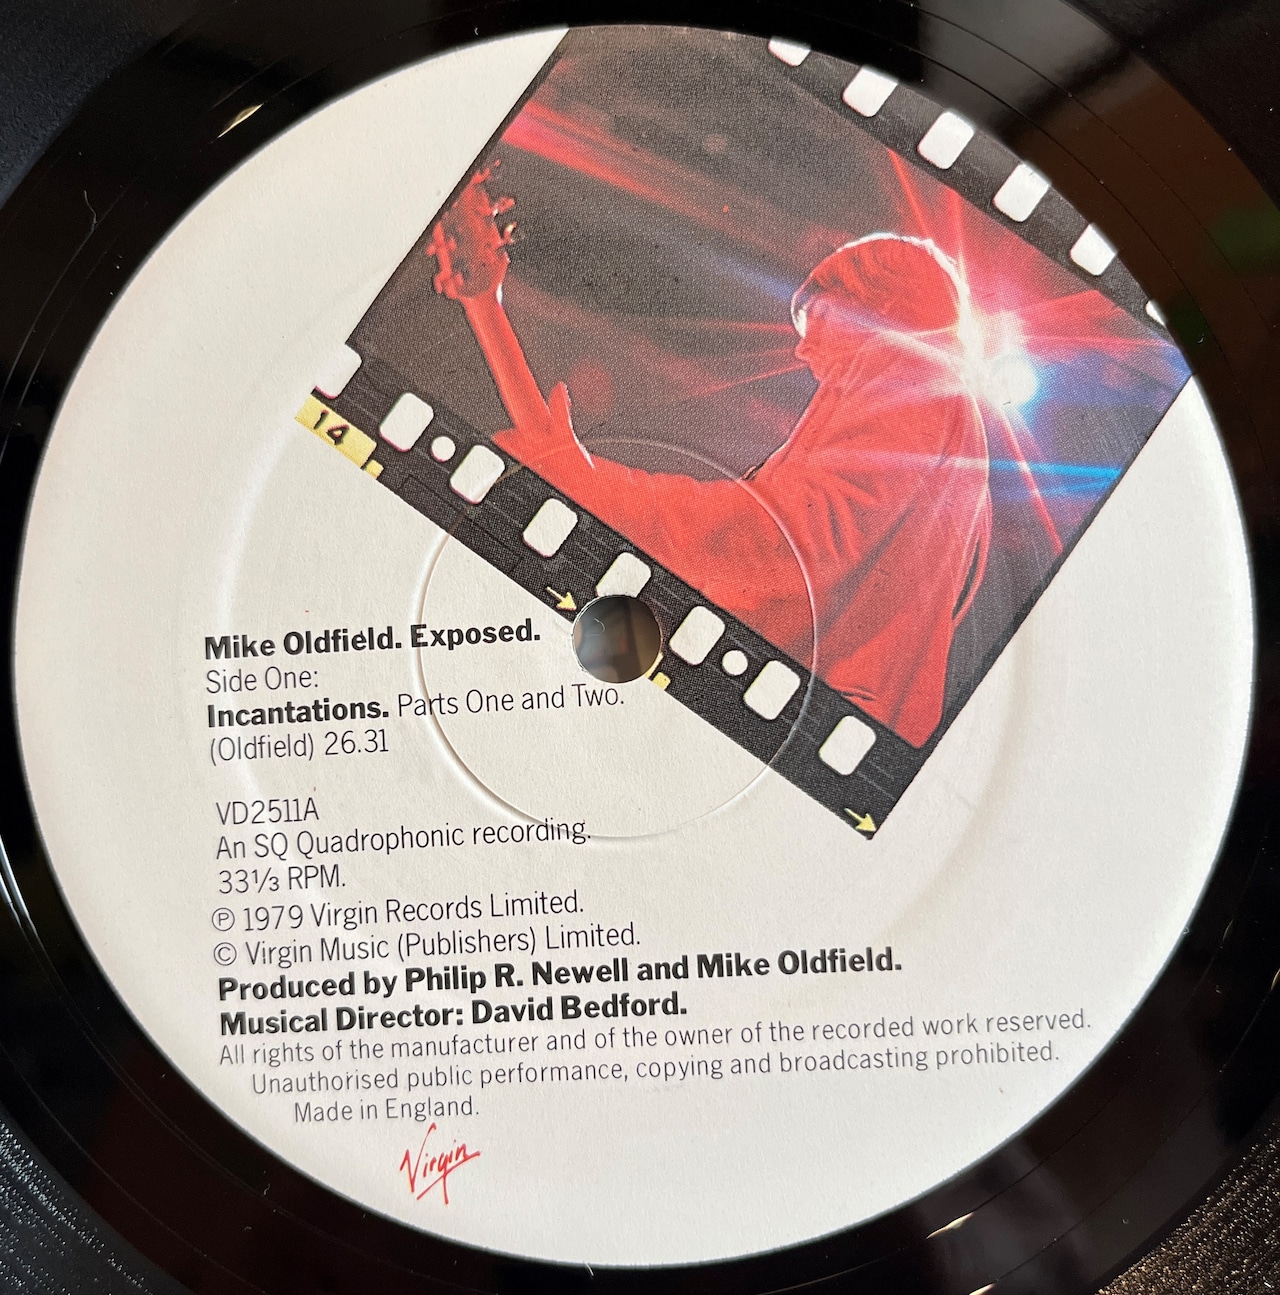 14
Mike Oldfield. Exposed.
Side One:
Incantations. Parts One and Two.
(Oldfield) 26.31
VD2511A
An SQ Quadrophonic recording.
33⅓ RPM.
℗ 1979 Virgin Records Limited.
© Virgin Music (Publishers) Limited.
Produced by Philip R. Newell and Mike Oldfield.
Musical Director: David Bedford.
All rights of the manufacturer and of the owner of the recorded work reserved.
Unauthorised public performance, copying and broadcasting prohibited.
Made in England.
Virgin